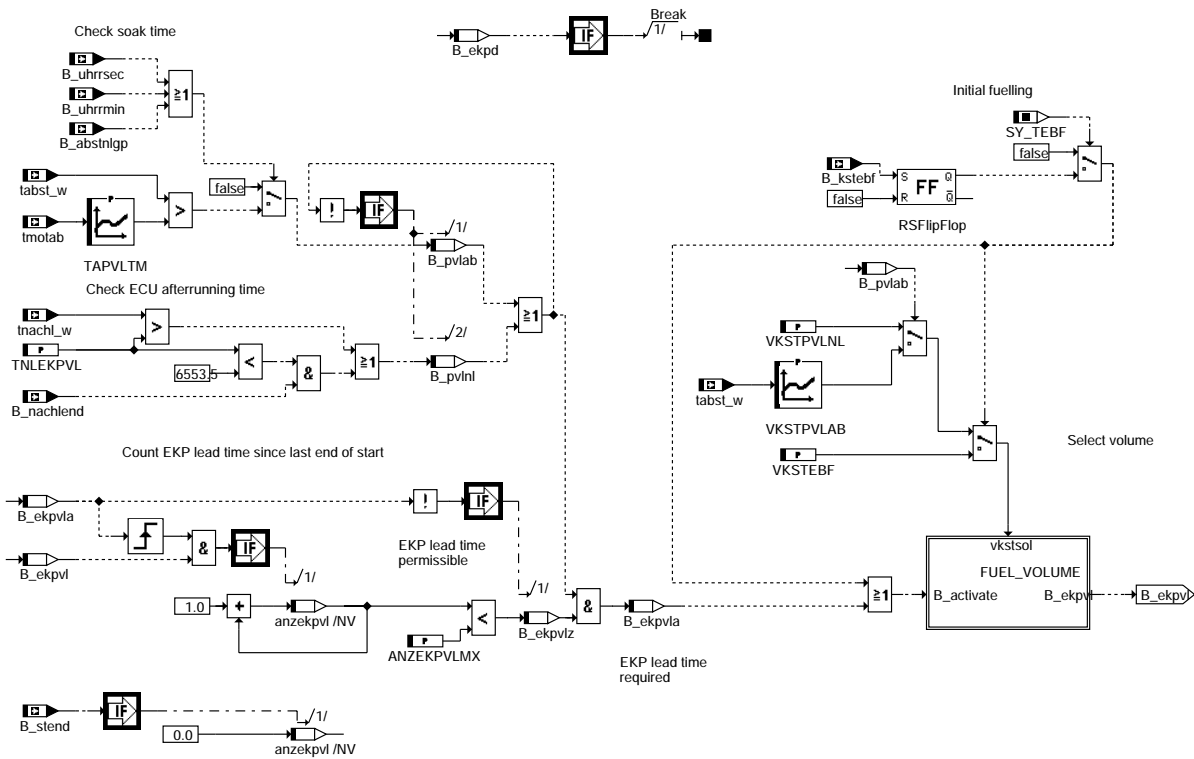 Check soak time
B_uhrrsec
B_uhrrmin
B_abstnlgp
≥1
tabst_w
tmotab
P
TAPVLTM
>
false
B_ekpd
IF
Break
1/
!
IF
1/
B_pvlab
2/
B_pvlnl
≥1
Check ECU afterrunning time
tnachl_w
TNLEKPVL
P
>
6553.5
<
&
≥1
B_nachlend
Initial fuelling
SY_TEBF
false
B_kstebf
false
S Q
FF
R Q
RSFlipFlop
B_pvlab
P
VKSTPVLNL
tabst_w
P
VKSTPVLAB
P
VKSTEBF
Select volume
Count EKP lead time since last end of start
B_ekpvla
B_ekpvl
&
IF
1/
!
IF
EKP lead time
permissible
1/
1.0
+
anzekpvl /NV
P
ANZEKPVLMX
<
B_ekpvlz
&
B_ekpvla
EKP lead time
required
≥1
vkstsol
FUEL_VOLUME
B_activate
B_ekpvl
B_ekpvl
B_stend
IF
1/
0.0
anzekpvl /NV